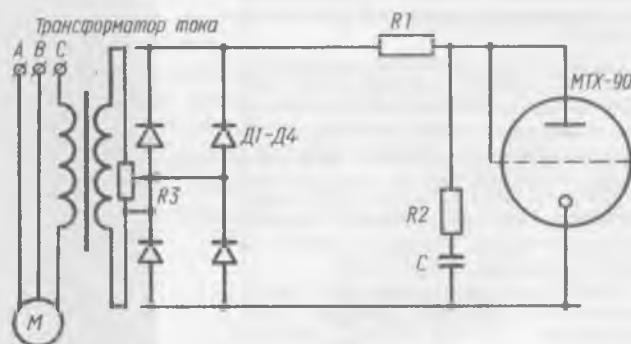 Трансформатор тока
A B C
R1
МТХ-90
Д1-Д4
R3
R2
C
М